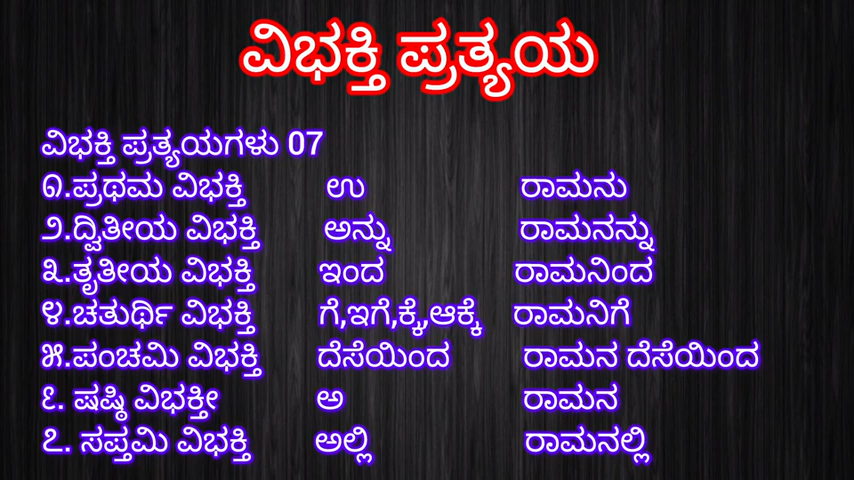 ವಿಭಕ್ತಿ ಪ್ರತ್ಯಯ
ವಿಭಕ್ತಿ ಪ್ರತ್ಯಯಗಳು 07
೧.ಪ್ರಥಮ ವಿಭಕ್ತಿ ಉ ರಾಮನು
೨.ದ್ವಿತೀಯ ವಿಭಕ್ತಿ ಅನ್ನು ರಾಮನನ್ನು
೩.ತೃತೀಯ ವಿಭಕ್ತಿ ಇಂದ ರಾಮನಿಂದ
೪.ಚತುರ್ಥಿ ವಿಭಕ್ತಿ ಗೆ,ಇಗೆ,ಕ್ಕೆ,ಆಕ್ಕೆ ರಾಮನಿಗೆ
೫.ಪಂಚಮಿ ವಿಭಕ್ತಿ ದೆಸೆಯಿಂದ ರಾಮನ ದೆಸೆಯಿಂದ
೬. ಷಷ್ಠಿ ವಿಭಕ್ತೀ ಅ ರಾಮನ
೭. ಸಪ್ತಮಿ ವಿಭಕ್ತಿ ಅಲ್ಲಿ ರಾಮನಲ್ಲಿ